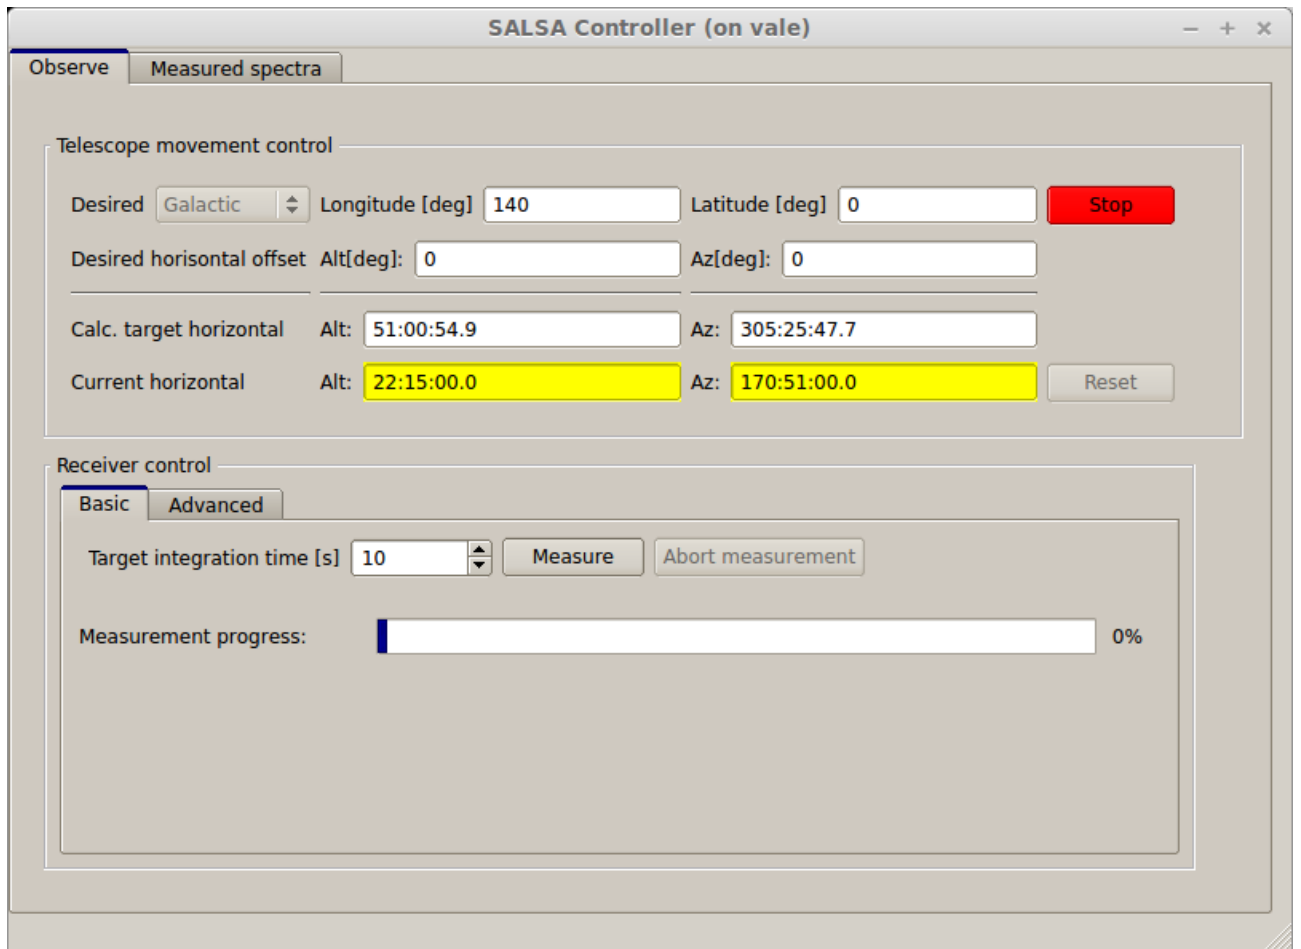 SALSA Controller (on vale)
Observe Measured spectra
Telescope movement control
Desired Galactic Longitude [deg] 140 Latitude [deg] 0 Stop
Desired horisontal offset Alt[deg]: 0 Az[deg]: 0
Calc. target horizontal Alt: 51:00:54.9 Az: 305:25:47.7
Current horizontal Alt: 22:15:00.0 Az: 170:51:00.0 Reset
Receiver control
Basic Advanced
Target integration time [s] 10 Measure Abort measurement
Measurement progress: 0%